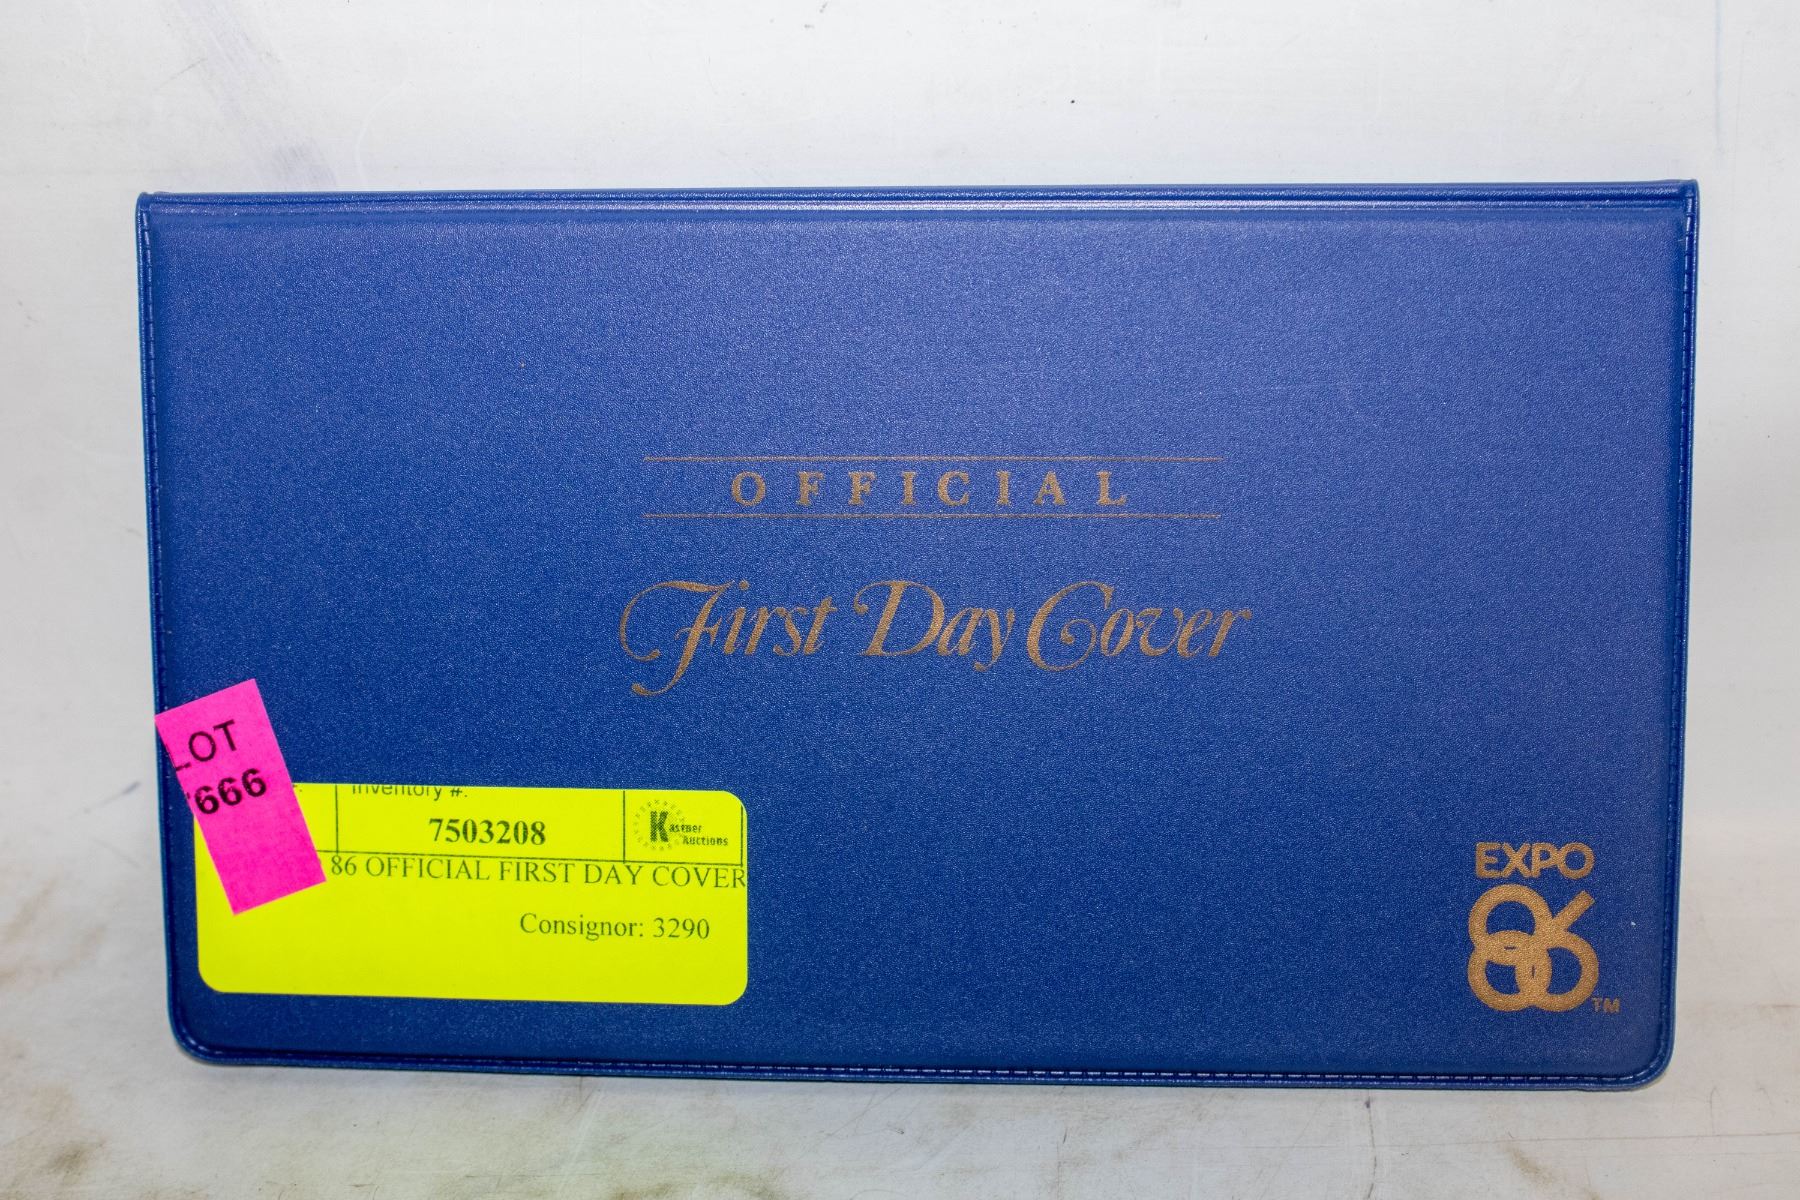 OFFICIAL
First Day Cover
LOT
666
Inventory #:
7503208
Kastner
Auctions
86 OFFICIAL FIRST DAY COVER
Consignor: 3290
EXPO
86
TM